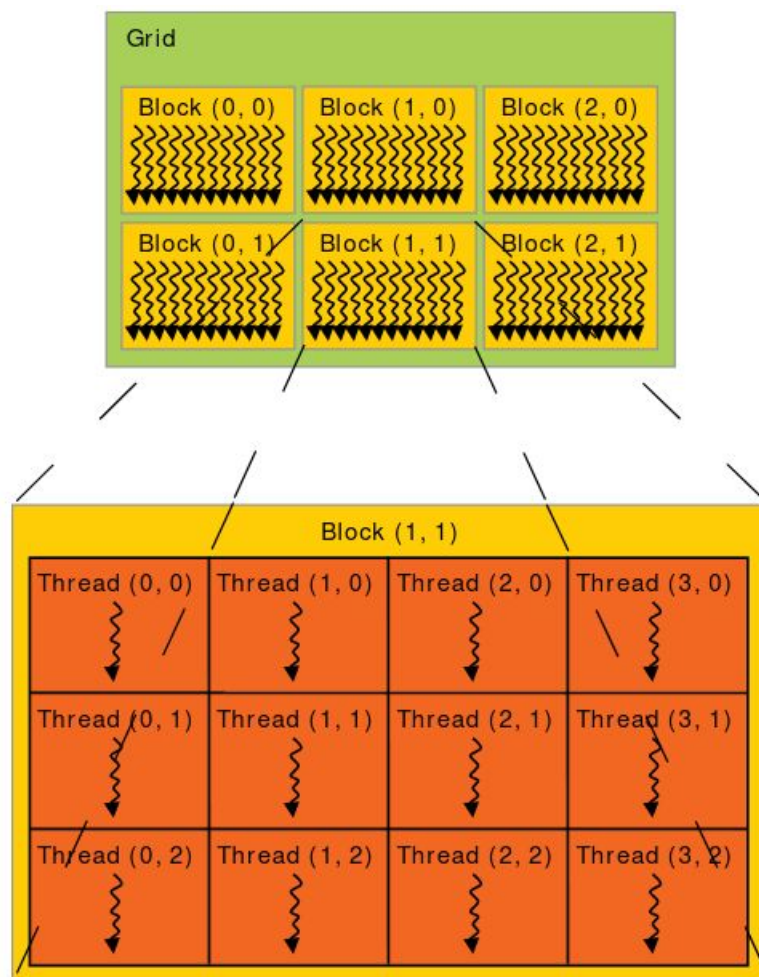 Grid
Block (0, 0) Block (1, 0) Block (2, 0)
Block (0, 1) Block (1, 1) Block (2, 1)
Block (1, 1)
Thread (0, 0) Thread (1, 0) Thread (2, 0) Thread (3, 0)
Thread (0, 1) Thread (1, 1) Thread (2, 1) Thread (3, 1)
Thread (0, 2) Thread (1, 2) Thread (2, 2) Thread (3, 2)